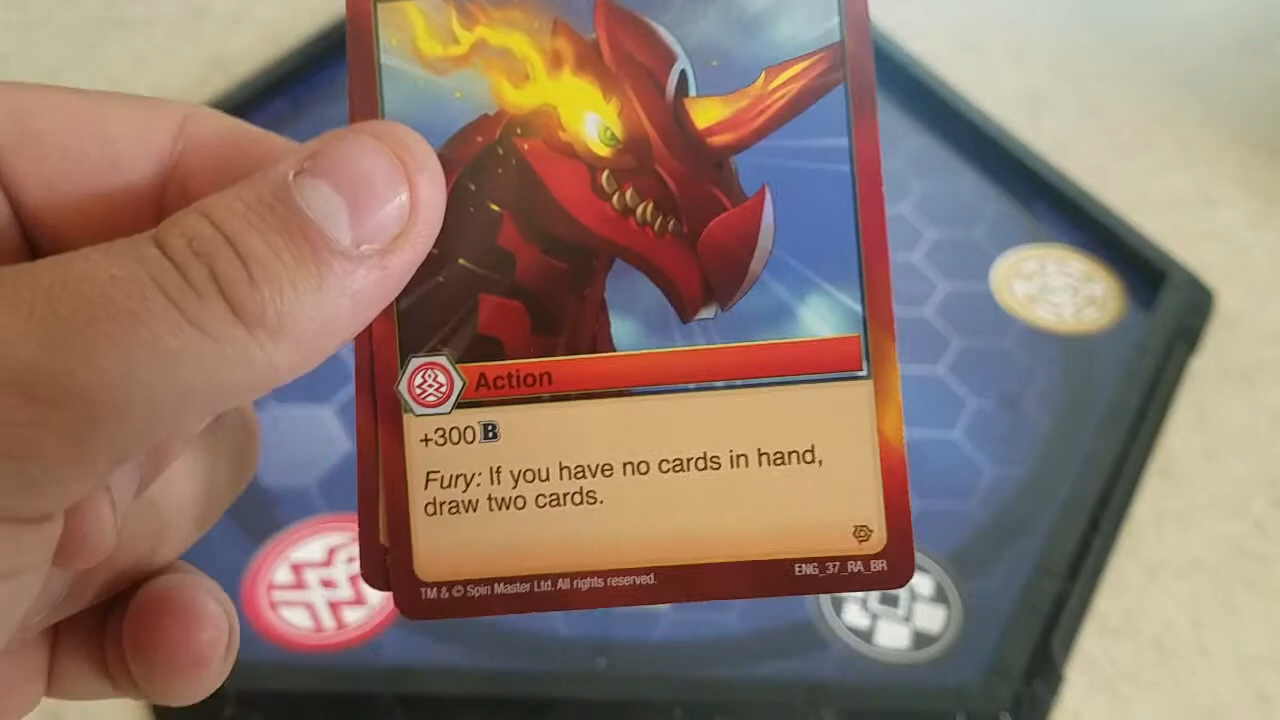 Action
+300 B
Fury: If you have no cards in hand,
draw two cards.
TM & © Spin Master Ltd. All rights reserved.
ENG_37_RA_BR